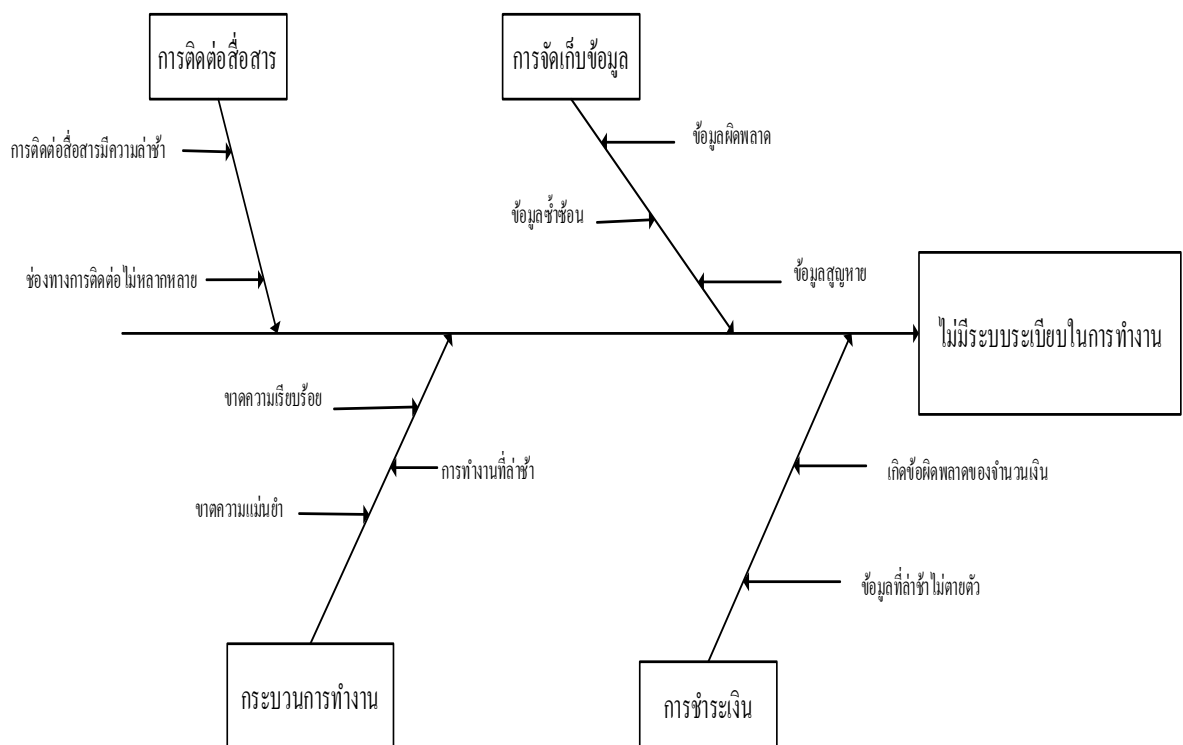 การติดต่อสื่อสาร
การจัดเก็บข้อมูล
การติดต่อสื่อสารมีความล่าช้า
ข้อมูลผิดพลาด
ข้อมูลซ้ำซ้อน
ช่องทางการติดต่อไม่หลากหลาย
ข้อมูลสูญหาย
ไม่มีระบบระเบียบในการทำงาน
ขาดความเรียบร้อย
การทำงานที่ล่าช้า
เกิดข้อผิดพลาดของจำนวนเงิน
ขาดความแม่นยำ
ข้อมูลที่ล่าช้าไม่ตายตัว
กระบวนการทำงาน
การชำระเงิน